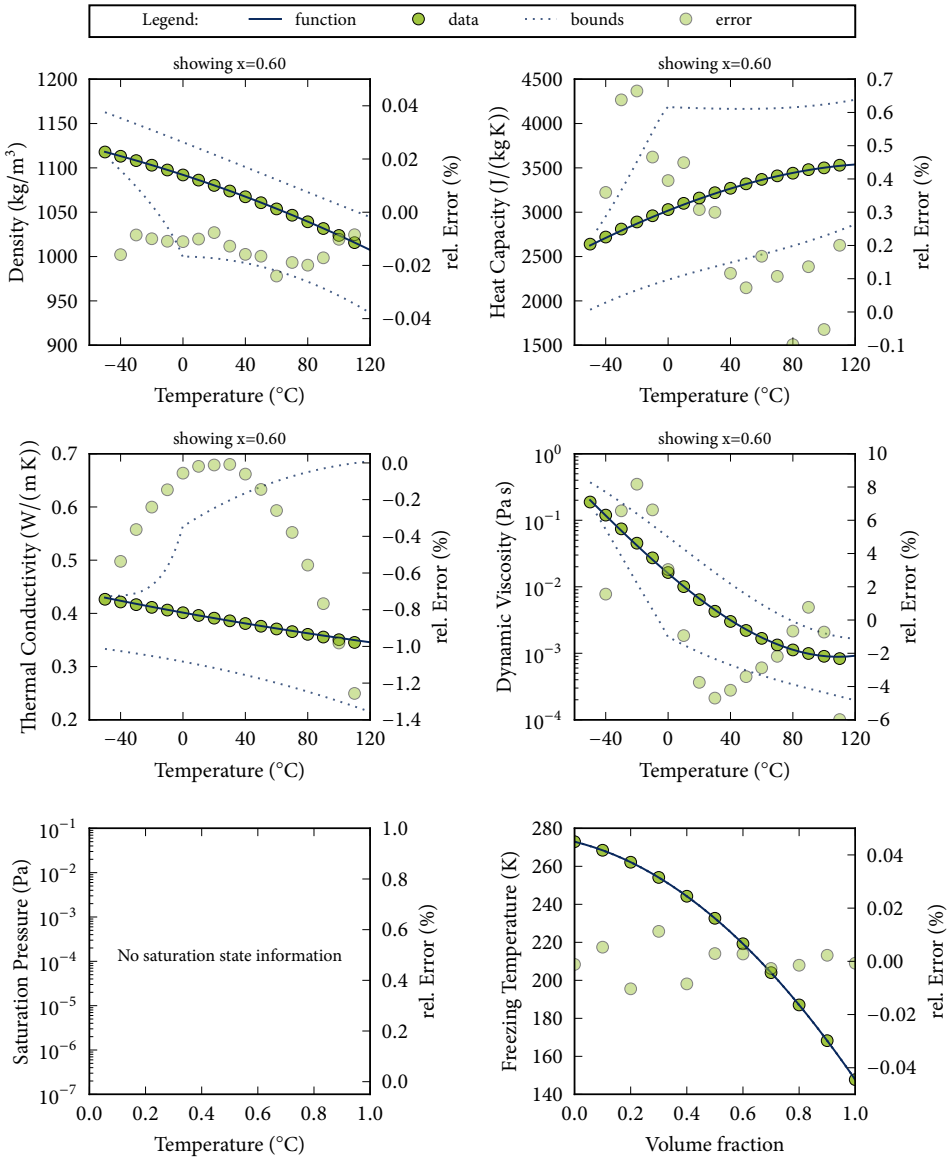 Legend: function data bounds error
showing x=0.60
1200
1150
1100
1050
1000
950
900
Density (kg/m³)
0.04
0.02
0.00
−0.02
−0.04
rel. Error (%)
−40 0 40 80 120
Temperature (°C)
showing x=0.60
4500
4000
3500
3000
2500
2000
1500
Heat Capacity (J/(kg K))
0.7
0.6
0.5
0.4
0.3
0.2
0.1
0.0
−0.1
rel. Error (%)
−40 0 40 80 120
Temperature (°C)
showing x=0.60
0.7
0.6
0.5
0.4
0.3
0.2
Thermal Conductivity (W/(m K))
0.0
−0.2
−0.4
−0.6
−0.8
−1.0
−1.2
−1.4
rel. Error (%)
−40 0 40 80 120
Temperature (°C)
showing x=0.60
10⁰
10⁻¹
10⁻²
10⁻³
10⁻⁴
Dynamic Viscosity (Pa s)
10
8
6
4
2
0
−2
−4
−6
rel. Error (%)
−40 0 40 80 120
Temperature (°C)
10⁻¹
10⁻²
10⁻³
10⁻⁴
10⁻⁵
10⁻⁶
10⁻⁷
Saturation Pressure (Pa)
No saturation state information
1.0
0.8
0.6
0.4
0.2
0.0
rel. Error (%)
0.0 0.2 0.4 0.6 0.8 1.0
Temperature (°C)
280
260
240
220
200
180
160
140
Freezing Temperature (K)
0.04
0.02
0.00
−0.02
−0.04
rel. Error (%)
0.0 0.2 0.4 0.6 0.8 1.0
Volume fraction